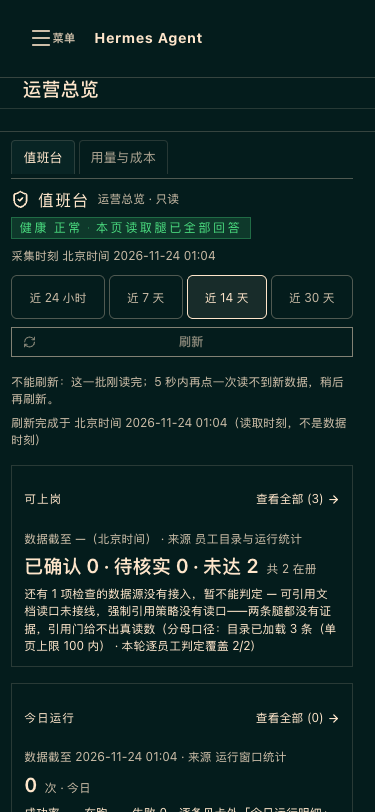 菜单 Hermes Agent
运营总览
值班台 用量与成本
值班台 运营总览 · 只读
健康 正常 · 本页读取腿已全部回答
采集时刻 北京时间 2026-11-24 01:04
近 24 小时 近 7 天 近 14 天 近 30 天
刷新
不能刷新：这一批刚读完；5 秒内再点一次读不到新数据，稍后
再刷新。
刷新完成于 北京时间 2026-11-24 01:04（读取时刻，不是数据
时刻）
可上岗 查看全部 (3) →
数据截至 —（北京时间） · 来源 员工目录与运行统计
已确认 0 · 待核实 0 · 未达 2 共 2 在册
还有 1 项检查的数据源没有接入，暂不能判定 — 可引用文
档读口未接线，强制引用策略没有读口——两条腿都没有证
据，引用门给不出真读数（分母口径：目录已加载 3 条（单
页上限 100 内） · 本轮逐员工判定覆盖 2/2）
今日运行 查看全部 (0) →
数据截至 2026-11-24 01:04 · 来源 运行窗口统计
0 次 · 今日